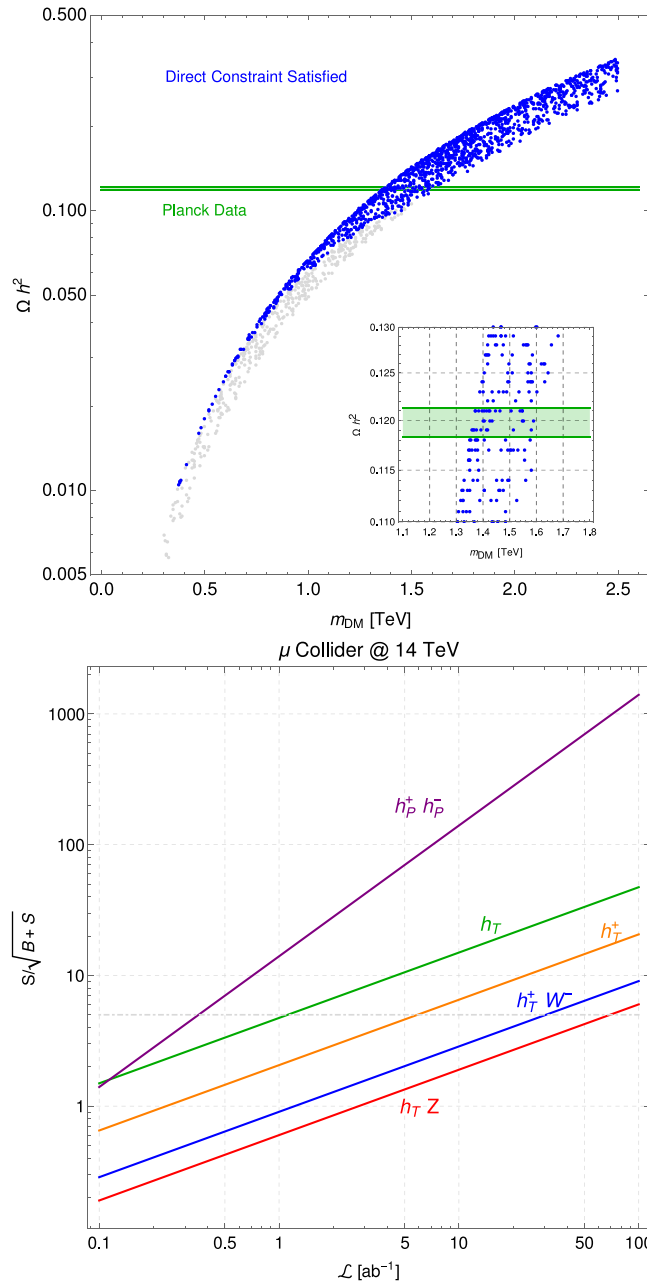 0.500
Direct Constraint Satisfied
0.100
Planck Data
0.050
Ω h²
0.010
0.005
0.130
0.125
Ω h²
0.120
0.115
0.110
1.1 1.2 1.3 1.4 1.5 1.6 1.7 1.8
m_DM [TeV]
0.0 0.5 1.0 1.5 2.0 2.5
m_DM [TeV]
μ Collider @ 14 TeV
1000
h_P^+ h_P^-
100
S/√(B + S)
h_T
h_T^+
10
h_T^+ W^-
1
h_T Z
0.1 0.5 1 5 10 50 100
ℒ [ab⁻¹]